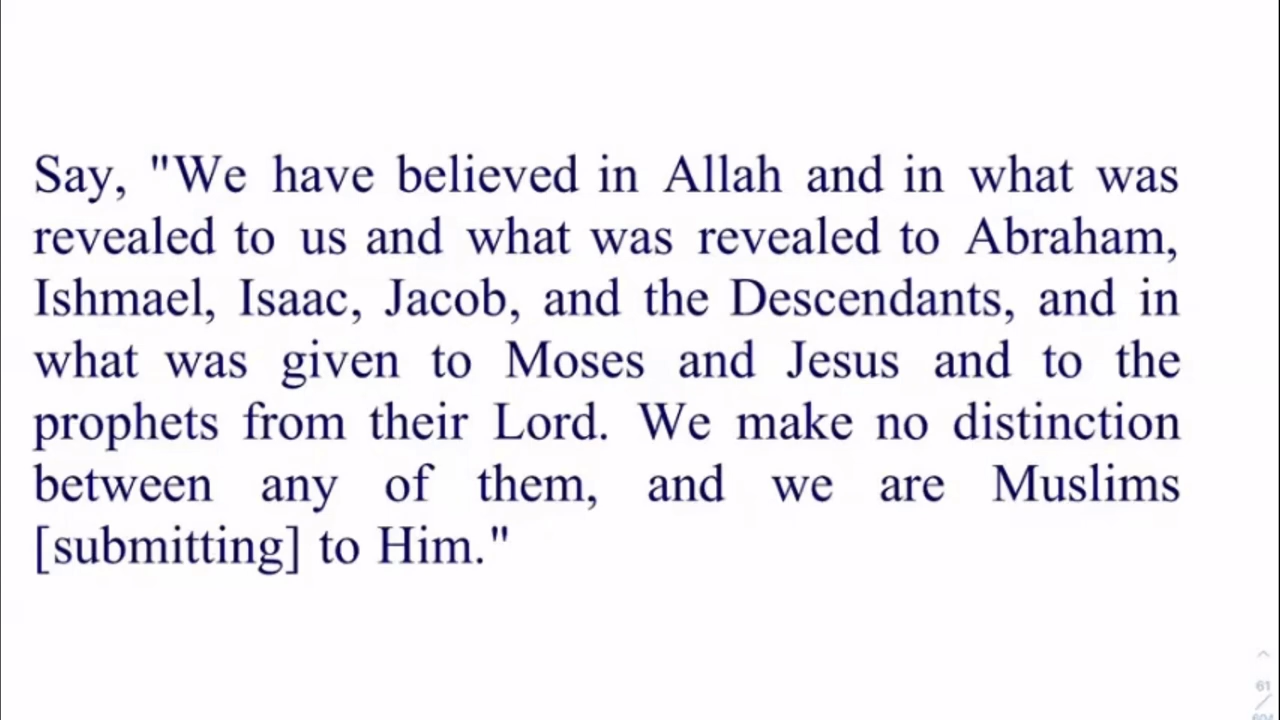 Say, "We have believed in Allah and in what was
revealed to us and what was revealed to Abraham,
Ishmael, Isaac, Jacob, and the Descendants, and in
what was given to Moses and Jesus and to the
prophets from their Lord. We make no distinction
between any of them, and we are Muslims
[submitting] to Him."
61
/
604